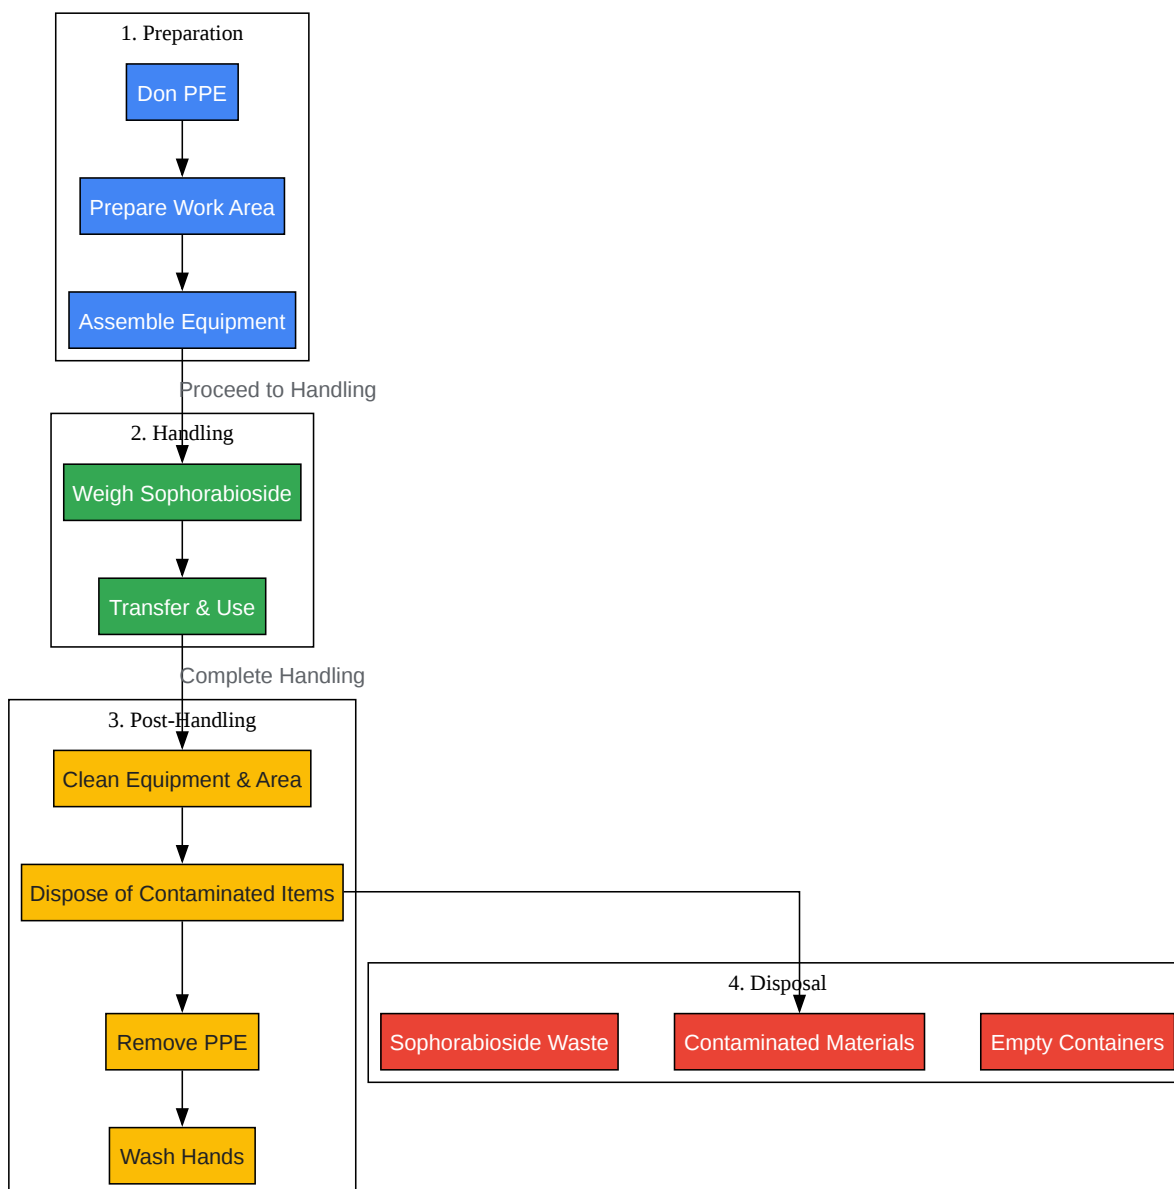 1. Preparation
Don PPE
Prepare Work Area
Assemble Equipment
Proceed to Handling
2. Handling
Weigh Sophorabioside
Transfer & Use
Complete Handling
3. Post-Handling
Clean Equipment & Area
Dispose of Contaminated Items
Remove PPE
Wash Hands
4. Disposal
Sophorabioside Waste
Contaminated Materials
Empty Containers